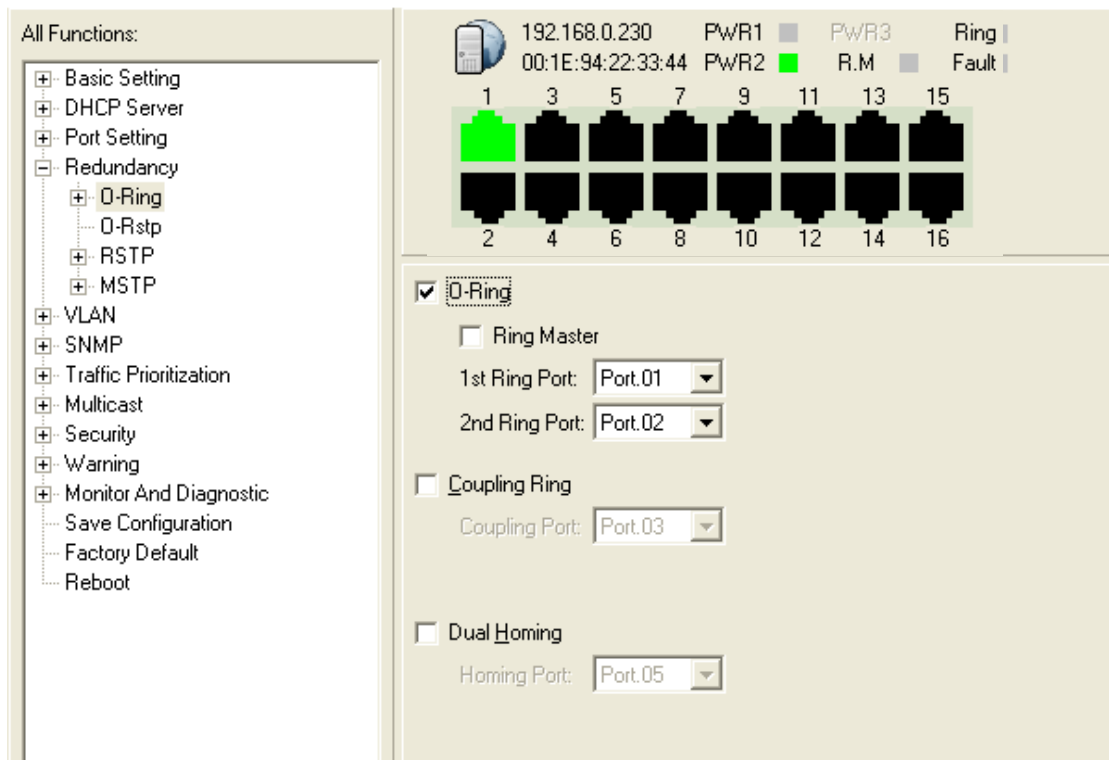 All Functions:
Basic Setting
DHCP Server
Port Setting
Redundancy
O-Ring
O-Rstp
RSTP
MSTP
VLAN
SNMP
Traffic Prioritization
Multicast
Security
Warning
Monitor And Diagnostic
Save Configuration
Factory Default
Reboot
192.168.0.230 PWR1 PWR3 Ring
00:1E:94:22:33:44 PWR2 R.M Fault
1 3 5 7 9 11 13 15
2 4 6 8 10 12 14 16
O-Ring
Ring Master
1st Ring Port: Port.01
2nd Ring Port: Port.02
Coupling Ring
Coupling Port: Port.03
Dual Homing
Homing Port: Port.05